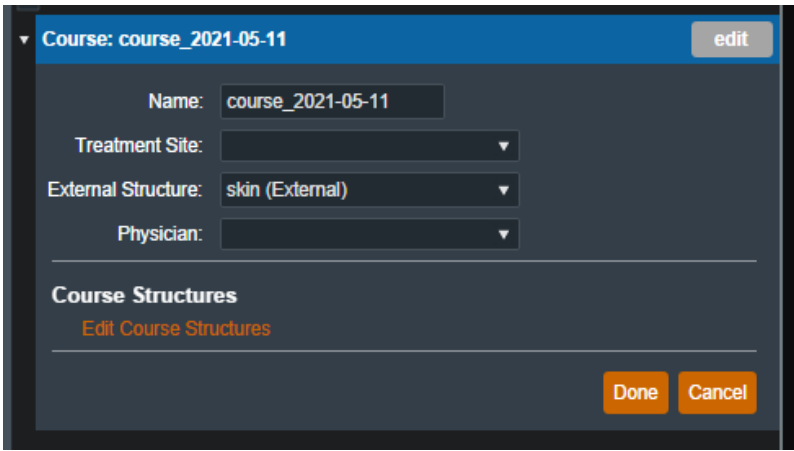 Course: course_2021-05-11 edit
Name: course_2021-05-11
Treatment Site:
External Structure: skin (External)
Physician:
Course Structures
Edit Course Structures
Done Cancel